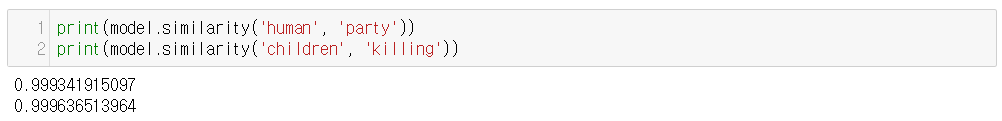 1 print(model.similarity('human', 'party'))
2 print(model.similarity('children', 'killing'))
0.999341915097
0.999636513964